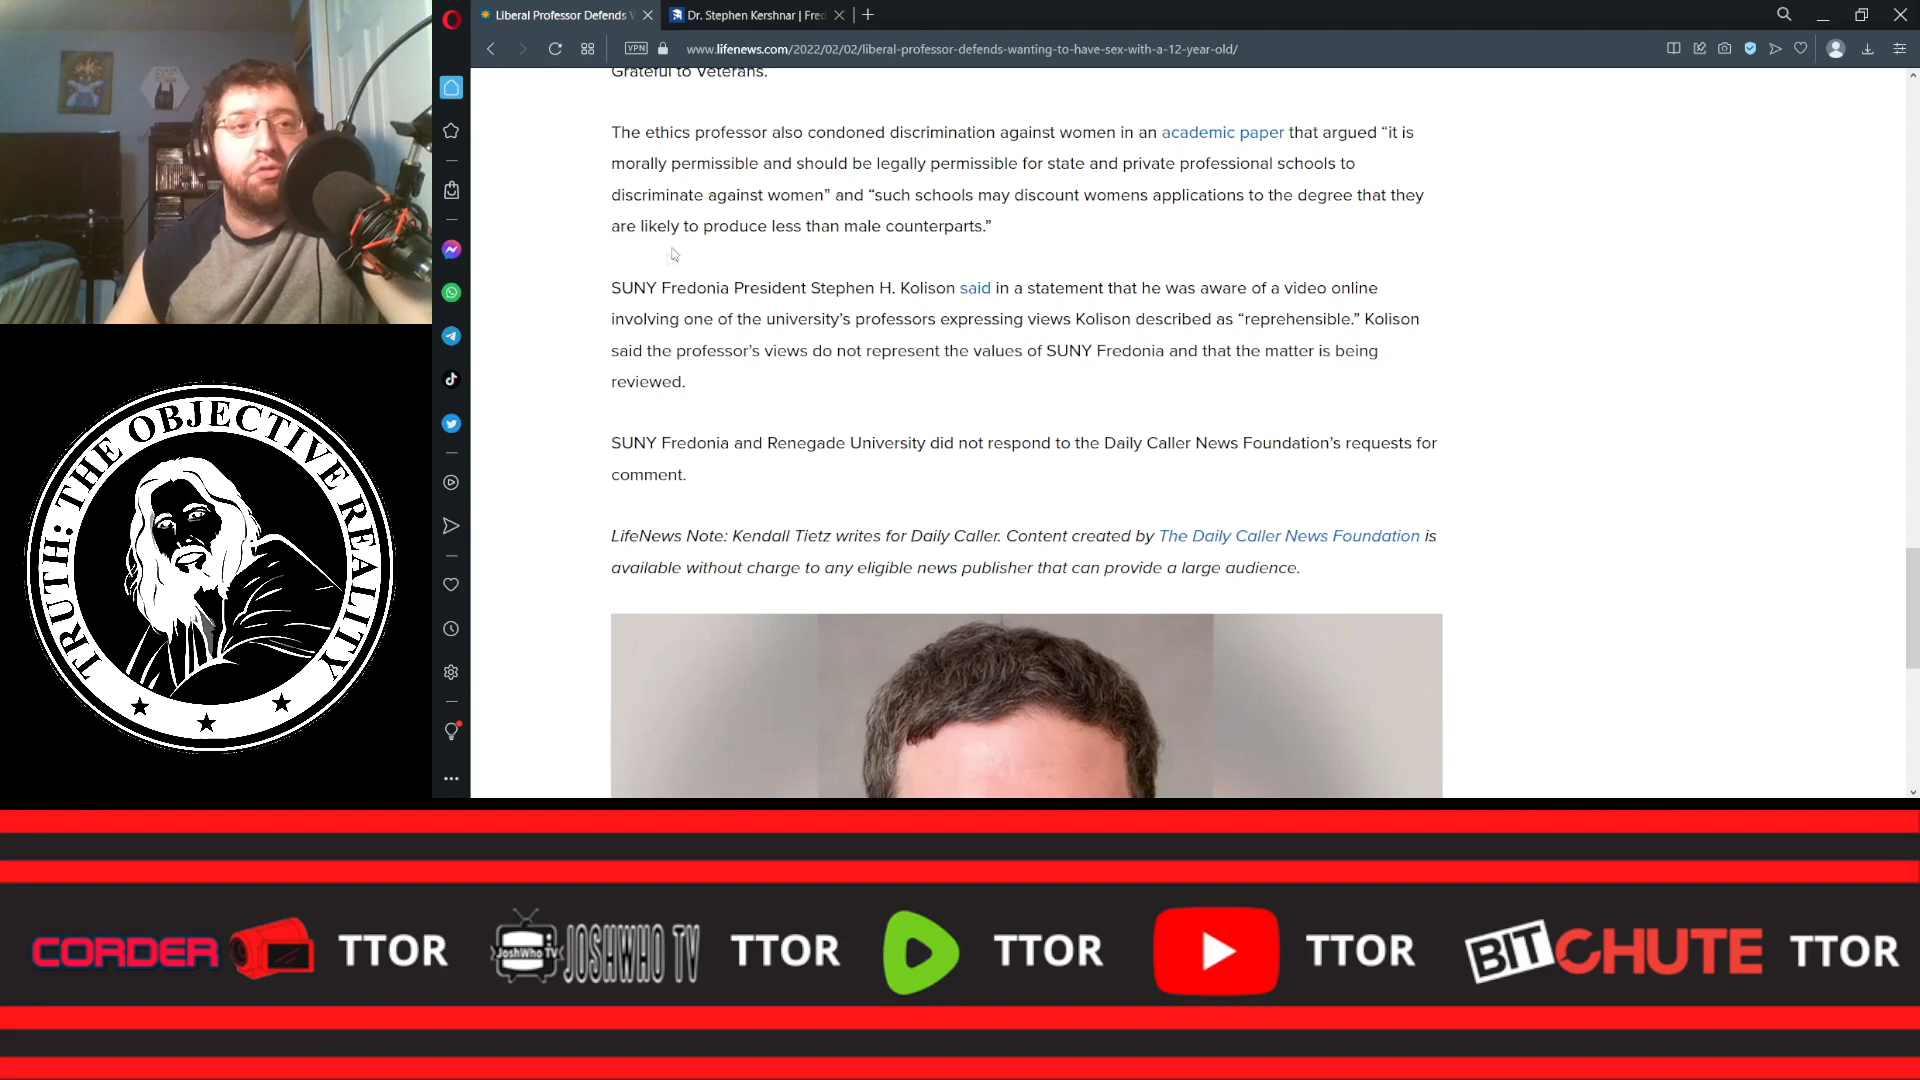 Liberal Professor Defends W
Dr. Stephen Kershnar | Fred
VPN
www.lifenews.com/2022/02/02/liberal-professor-defends-wanting-to-have-sex-with-a-12-year-old/
Grateful to Veterans.
The ethics professor also condoned discrimination against women in an academic paper that argued “it is
morally permissible and should be legally permissible for state and private professional schools to
discriminate against women” and “such schools may discount womens applications to the degree that they
are likely to produce less than male counterparts.”
SUNY Fredonia President Stephen H. Kolison said in a statement that he was aware of a video online
involving one of the university’s professors expressing views Kolison described as “reprehensible.” Kolison
said the professor’s views do not represent the values of SUNY Fredonia and that the matter is being
reviewed.
SUNY Fredonia and Renegade University did not respond to the Daily Caller News Foundation’s requests for
comment.
LifeNews Note: Kendall Tietz writes for Daily Caller. Content created by The Daily Caller News Foundation is
available without charge to any eligible news publisher that can provide a large audience.
TRUTH: THE OBJECTIVE REALITY
CORDER TTOR JoshWho TV JOSHWHO TV TTOR TTOR TTOR BITCHUTE TTOR